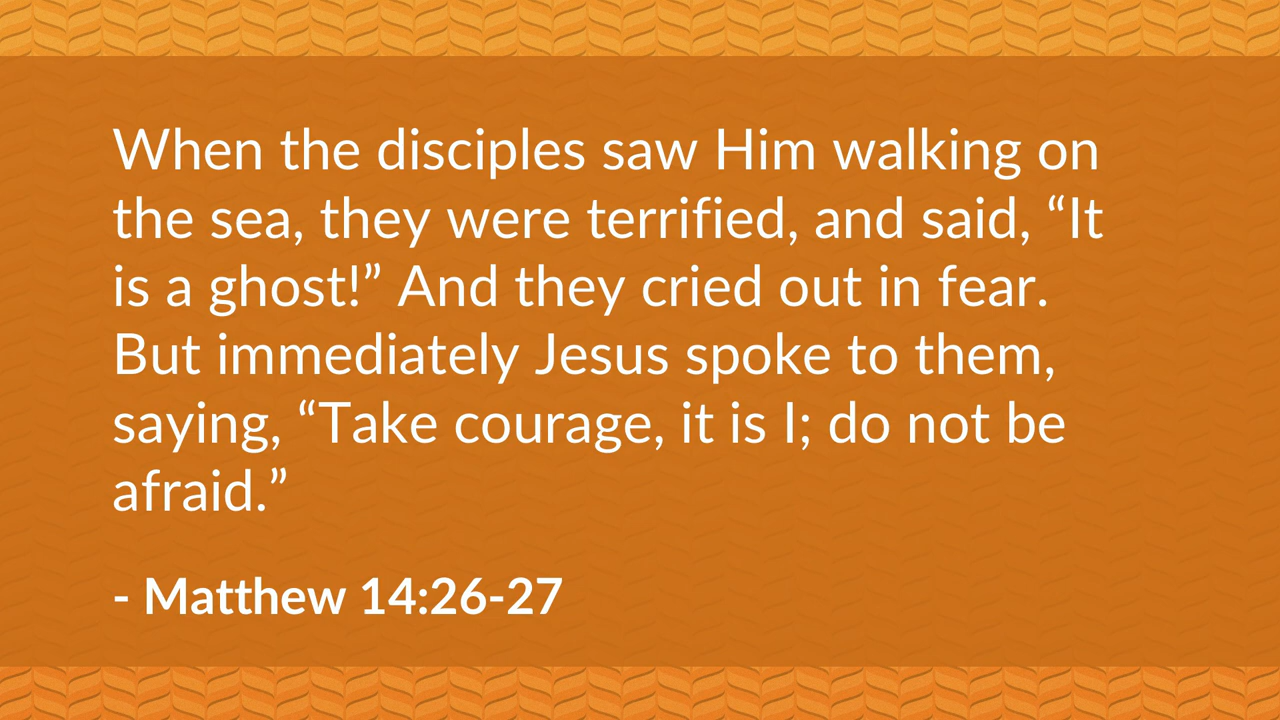 When the disciples saw Him walking on
the sea, they were terrified, and said, “It
is a ghost!” And they cried out in fear.
But immediately Jesus spoke to them,
saying, “Take courage, it is I; do not be
afraid.”
- Matthew 14:26-27